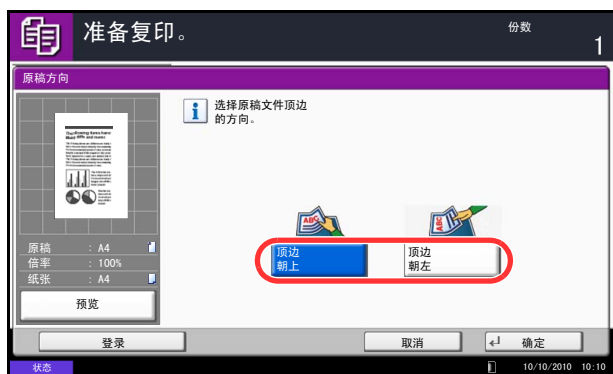 准备复印。
份数
1
原稿方向
选择原稿文件顶边
的方向。
ABC
ABC
原稿 : A4
倍率 : 100%
纸张 : A4
预览
顶边
朝上
顶边
朝左
登录
取消
确定
状态
10/10/2010 10:10